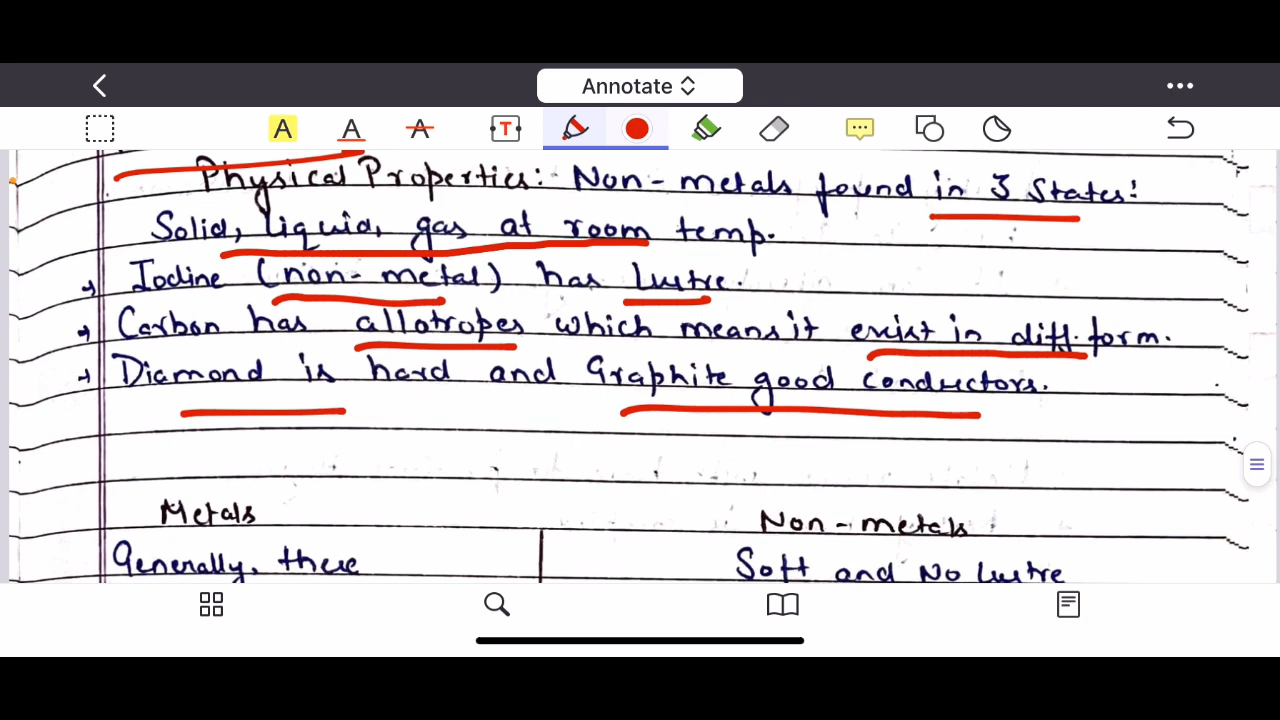 Annotate
A A A T
Physical Properties: Non-metals found in 3 States:
Solid, liquid, gas at room temp.
→ Iodine (non-metal) has Lustre.
→ Carbon has allotropes which means it exist in diff. form.
→ Diamond is hard and Graphite good conductors.
Metals
Non-metals
Generally, these
Soft and No lustre